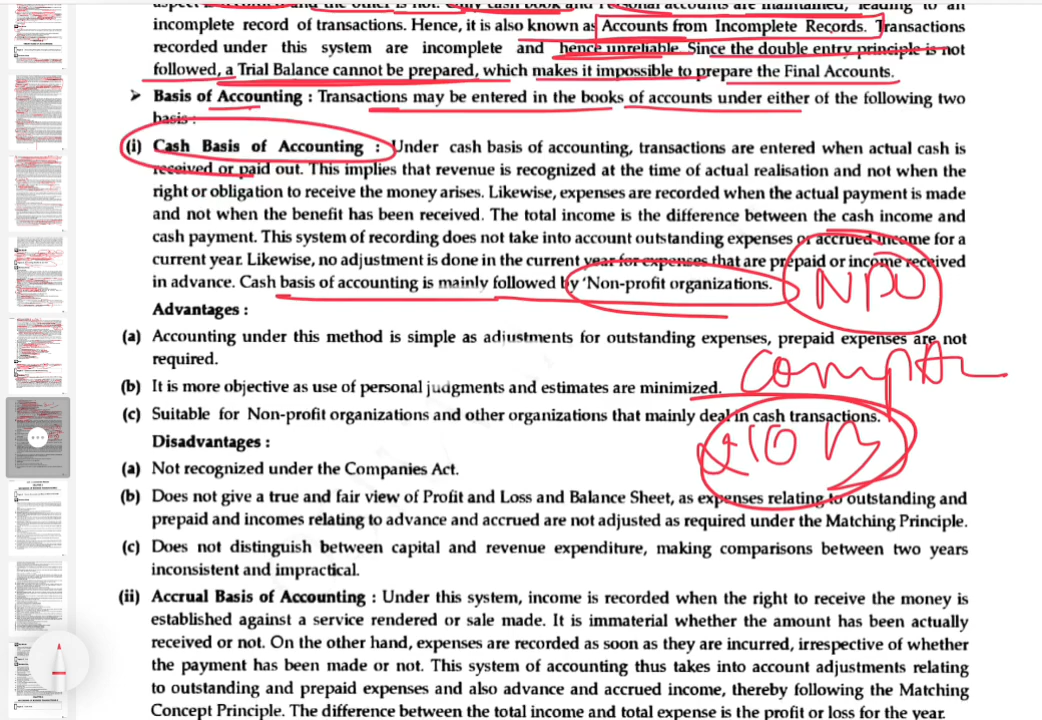 incomplete record of transactions. Hence, it is also known as Accounts from Incomplete Records. Transactions
recorded under this system are incomplete and hence unreliable. Since the double entry principle is not
followed, a Trial Balance cannot be prepared, which makes it impossible to prepare the Final Accounts.
➤ Basis of Accounting : Transactions may be entered in the books of accounts under either of the following two
basis :
(i) Cash Basis of Accounting : Under cash basis of accounting, transactions are entered when actual cash is
received or paid out. This implies that revenue is recognized at the time of actual realisation and not when the
right or obligation to receive the money arises. Likewise, expenses are recorded when the actual payment is made
and not when the benefit has been received. The total income is the difference between the cash income and
cash payment. This system of recording does not take into account outstanding expenses or accrued income for a
current year. Likewise, no adjustment is done in the current year for expenses that are prepaid or income received
in advance. Cash basis of accounting is mainly followed by 'Non-profit organizations.
NPO
Advantages :
(a) Accounting under this method is simple as adjustments for outstanding expenses, prepaid expenses are not
required.
(b) It is more objective as use of personal judgments and estimates are minimized.
(c) Suitable for Non-profit organizations and other organizations that mainly deal in cash transactions.
Disadvantages :
(a) Not recognized under the Companies Act.
(b) Does not give a true and fair view of Profit and Loss and Balance Sheet, as expenses relating to outstanding and
prepaid and incomes relating to advance and accrued are not adjusted as required under the Matching Principle.
(c) Does not distinguish between capital and revenue expenditure, making comparisons between two years
inconsistent and impractical.
(ii) Accrual Basis of Accounting : Under this system, income is recorded when the right to receive the money is
established against a service rendered or sale made. It is immaterial whether the amount has been actually
received or not. On the other hand, expenses are recorded as soon as they are incurred, irrespective of whether
the payment has been made or not. This system of accounting thus takes into account adjustments relating
to outstanding and prepaid expenses and also advance and accrued income, thereby following the Matching
Concept Principle. The difference between the total income and total expense is the profit or loss for the year.